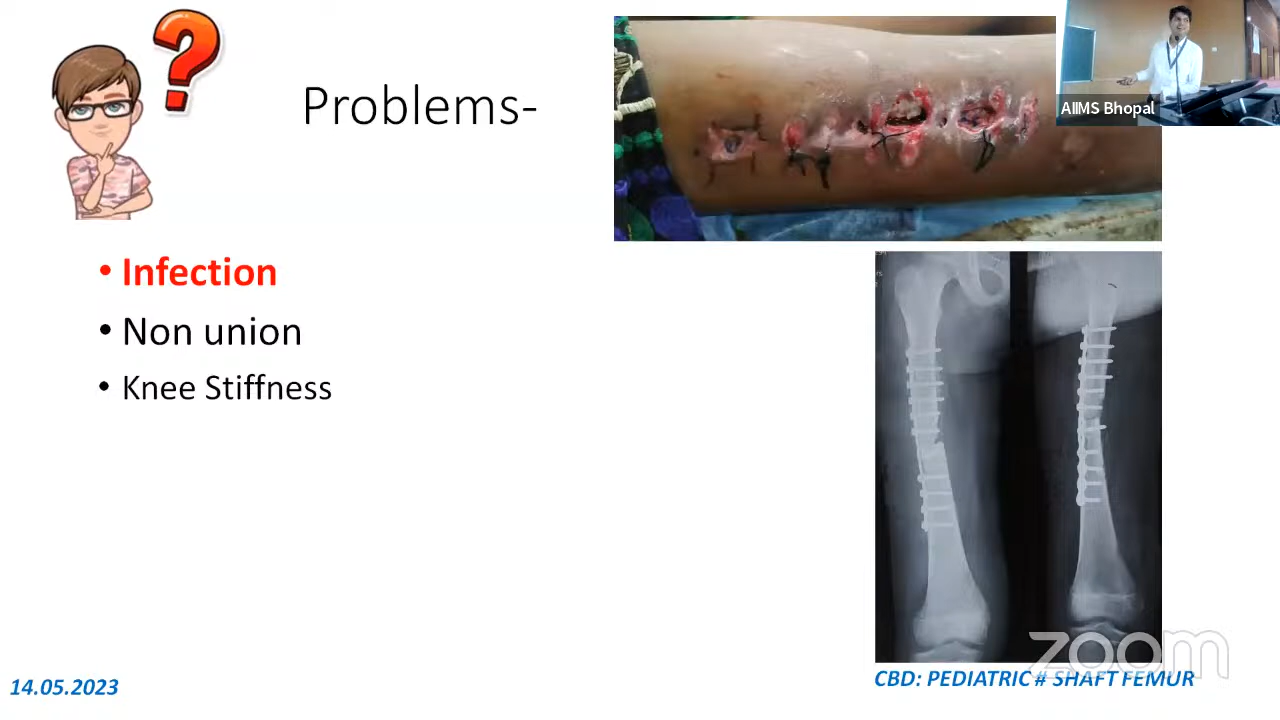 Problems-
AIIMS Bhopal
• Infection
• Non union
• Knee Stiffness
zoom
14.05.2023
CBD: PEDIATRIC # SHAFT FEMUR